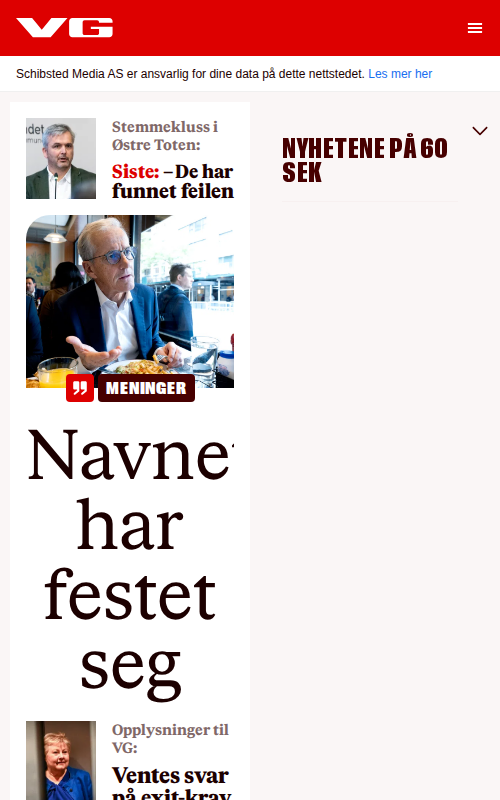 VG
Schibsted Media AS er ansvarlig for dine data på dette nettstedet. Les mer her
Stemmekluss i
Østre Toten:
Siste: – De har
funnet feilen
MENINGER
Navnet
har
festet
seg
Opplysninger til
VG:
Ventes svar
på exit-krav
NYHETENE PÅ 60
SEK